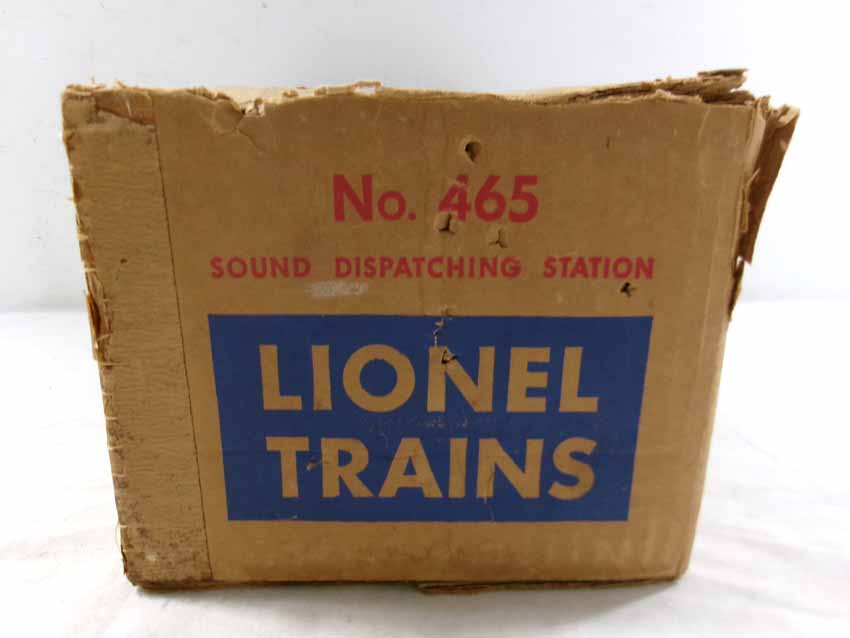 No. 465
SOUND DISPATCHING STATION
LIONEL
TRAINS